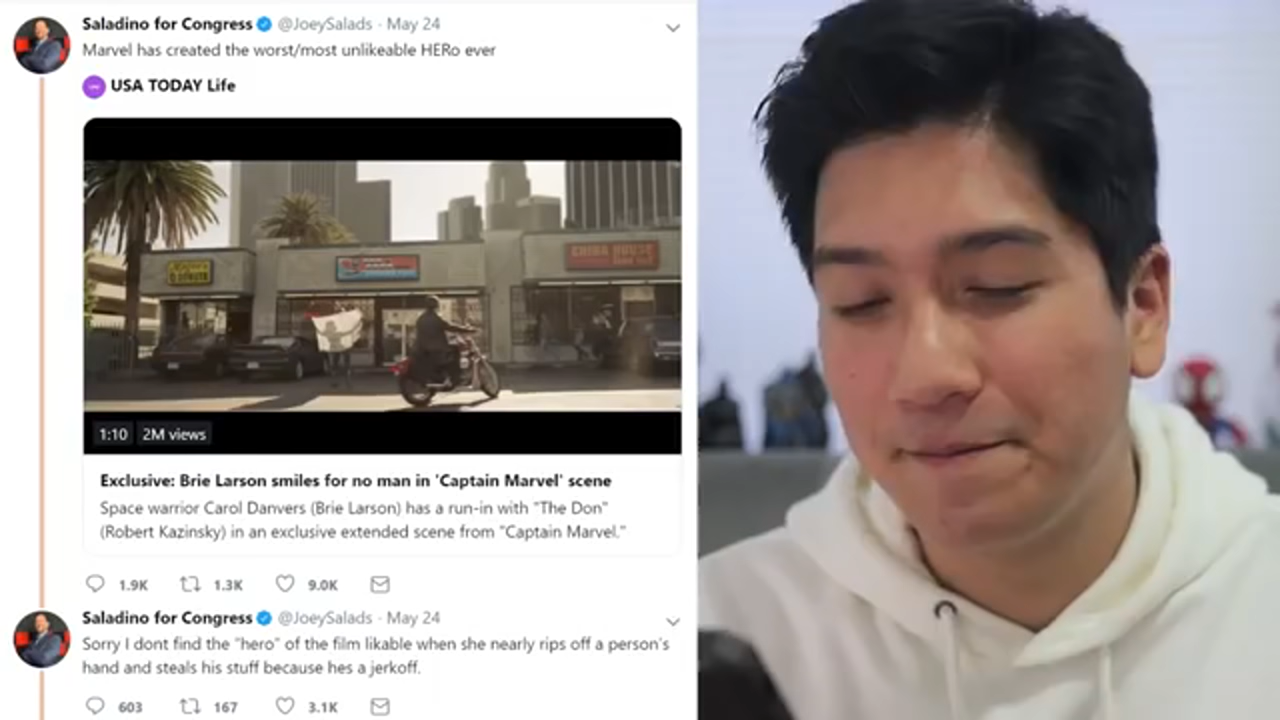 Saladino for Congress @JoeySalads · May 24
Marvel has created the worst/most unlikeable HERo ever
USA TODAY Life
1:10 2M views
Exclusive: Brie Larson smiles for no man in 'Captain Marvel' scene
Space warrior Carol Danvers (Brie Larson) has a run-in with "The Don"
(Robert Kazinsky) in an exclusive extended scene from "Captain Marvel."
1.9K 1.3K 9.0K
Saladino for Congress @JoeySalads · May 24
Sorry I dont find the "hero" of the film likable when she nearly rips off a person's
hand and steals his stuff because hes a jerkoff.
603 167 3.1K